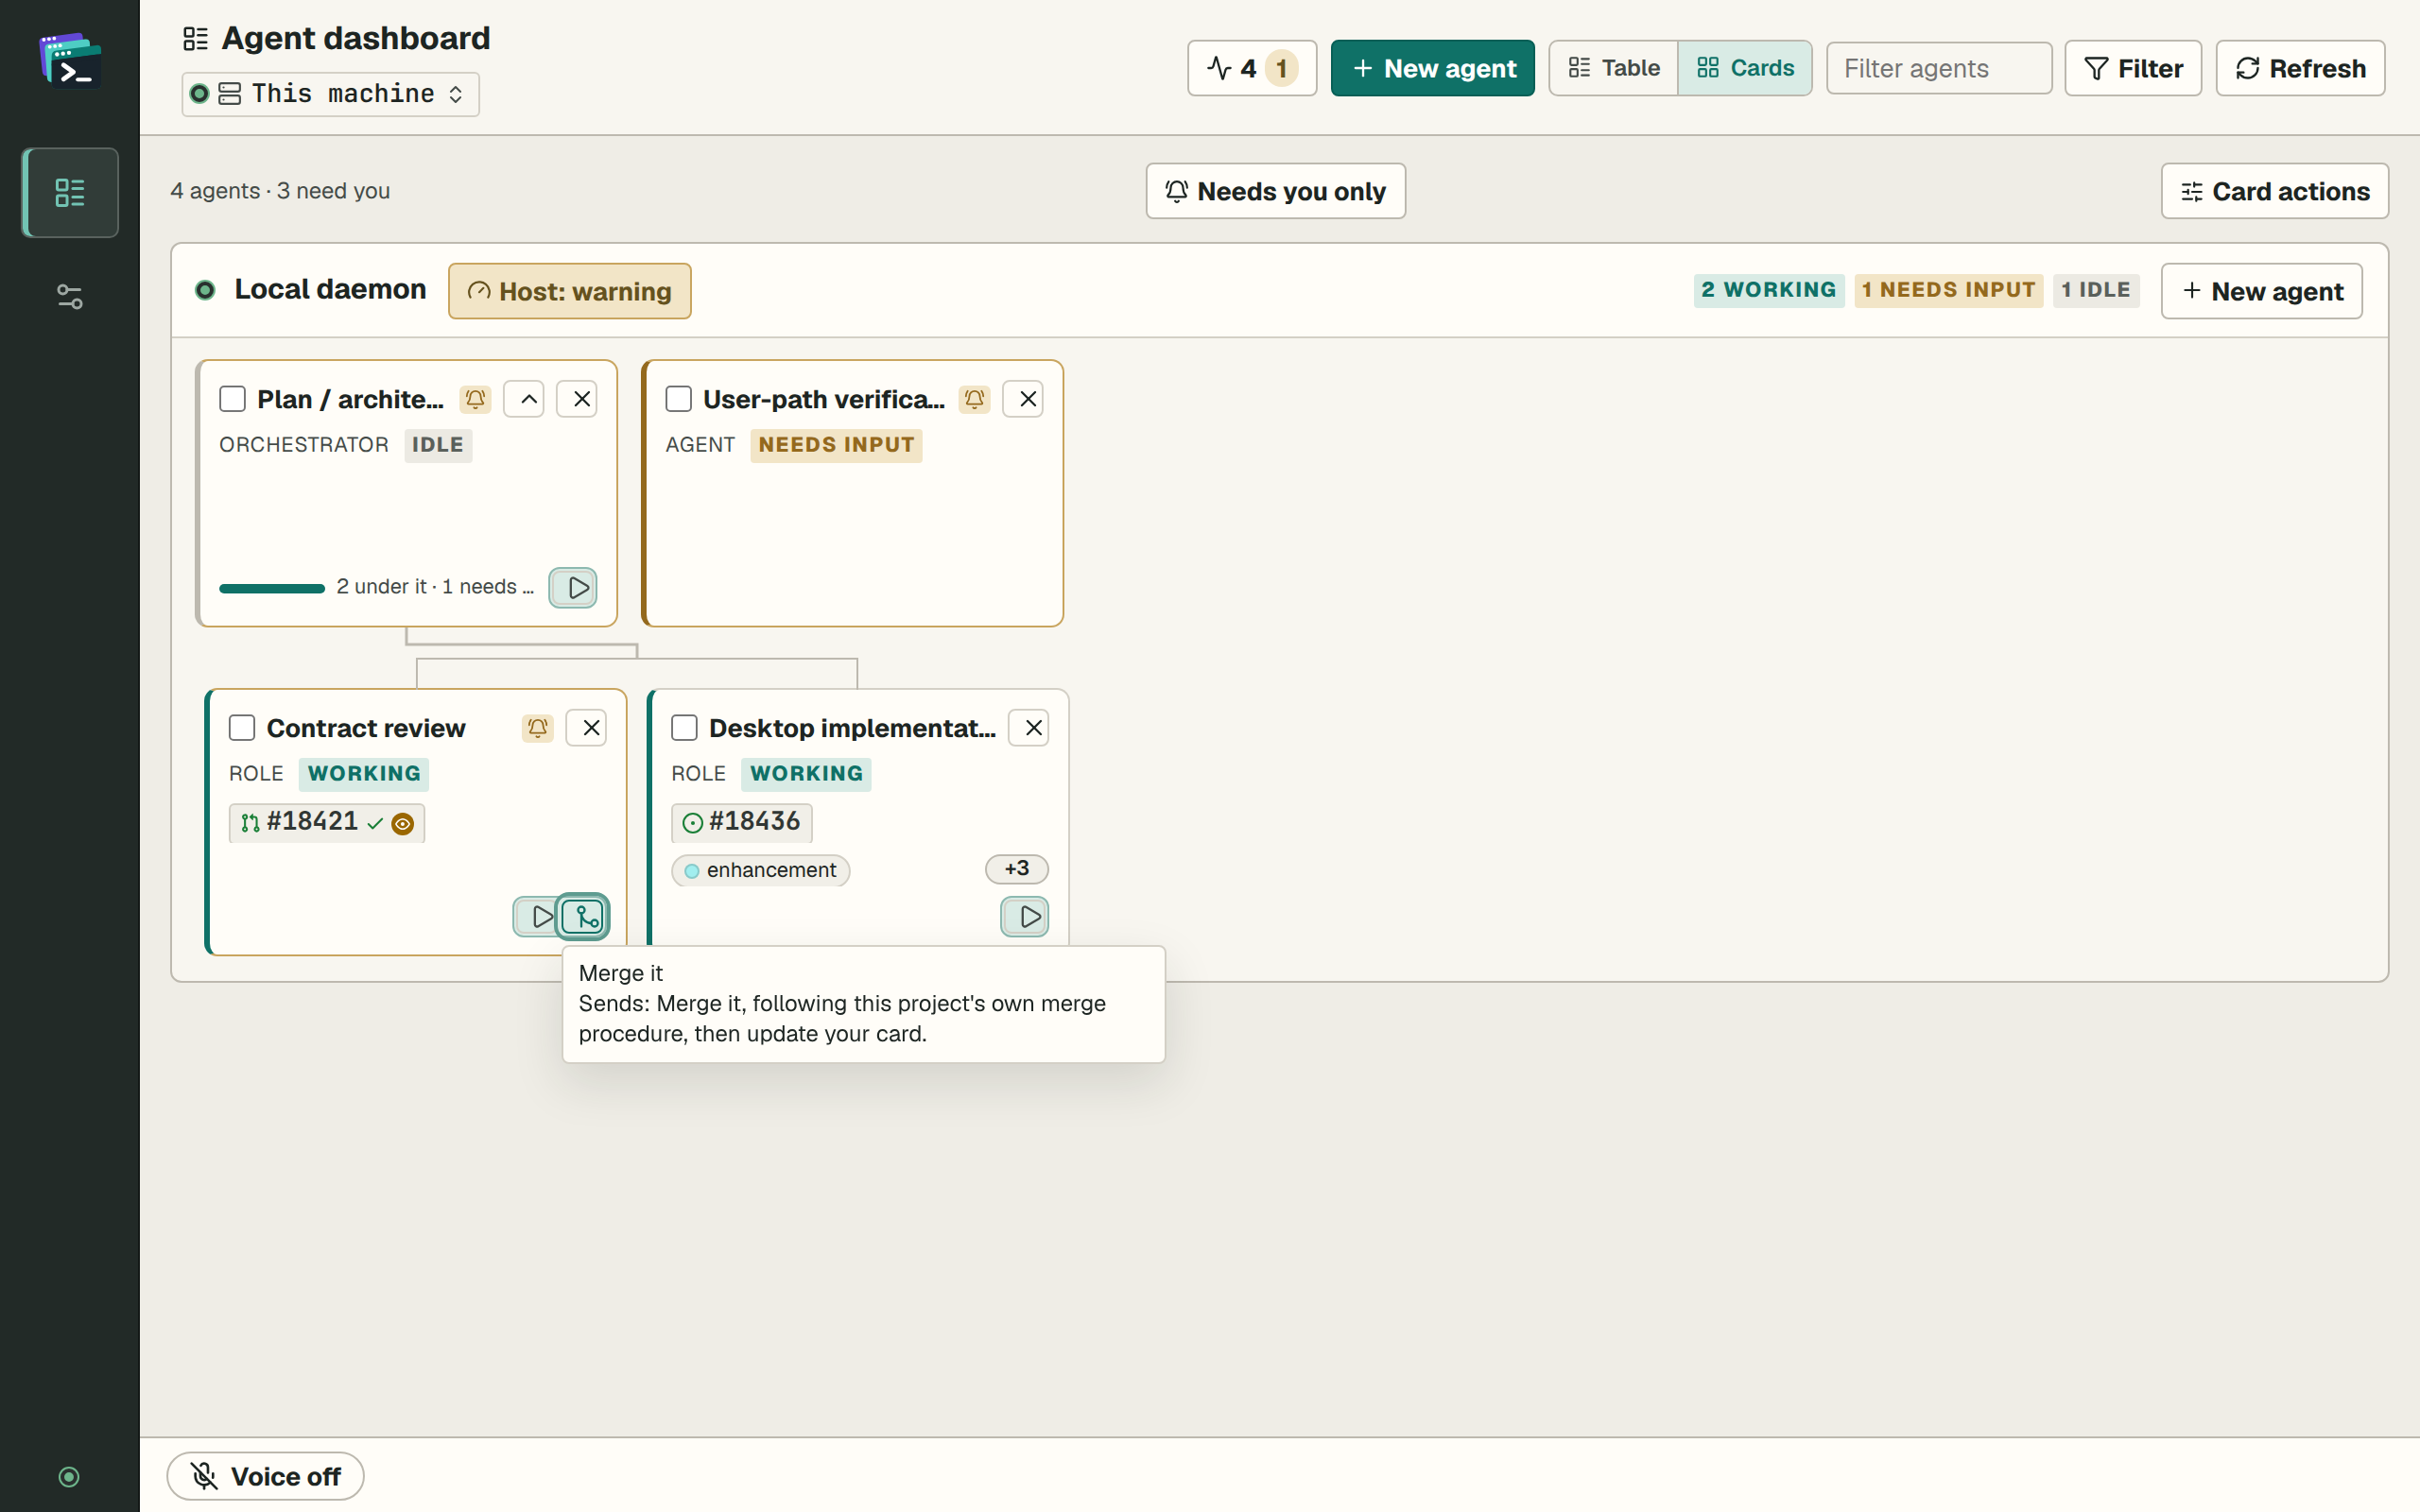 Agent dashboard
This machine
4 1
New agent
Table
Cards
Filter agents
Filter
Refresh
4 agents · 3 need you
Needs you only
Card actions
Local daemon
Host: warning
2 WORKING
1 NEEDS INPUT
1 IDLE
New agent
Plan / archite...
ORCHESTRATOR IDLE
2 under it · 1 needs ...
User-path verifica...
AGENT NEEDS INPUT
Contract review
ROLE WORKING
#18421
Desktop implementat...
ROLE WORKING
#18436
enhancement
+3
Merge it
Sends: Merge it, following this project's own merge
procedure, then update your card.
Voice off